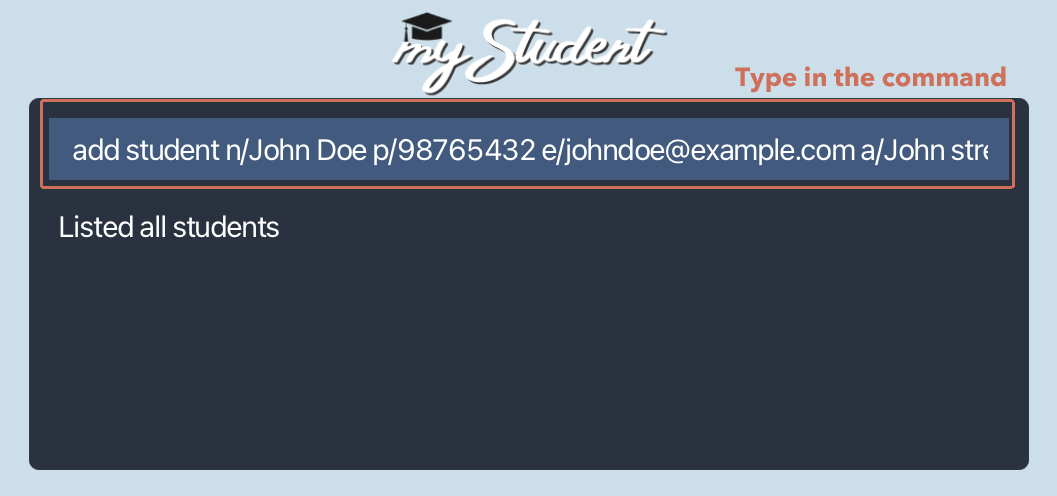 myStudent
Type in the command
add student n/John Doe p/98765432 e/johndoe@example.com a/John stre
Listed all students